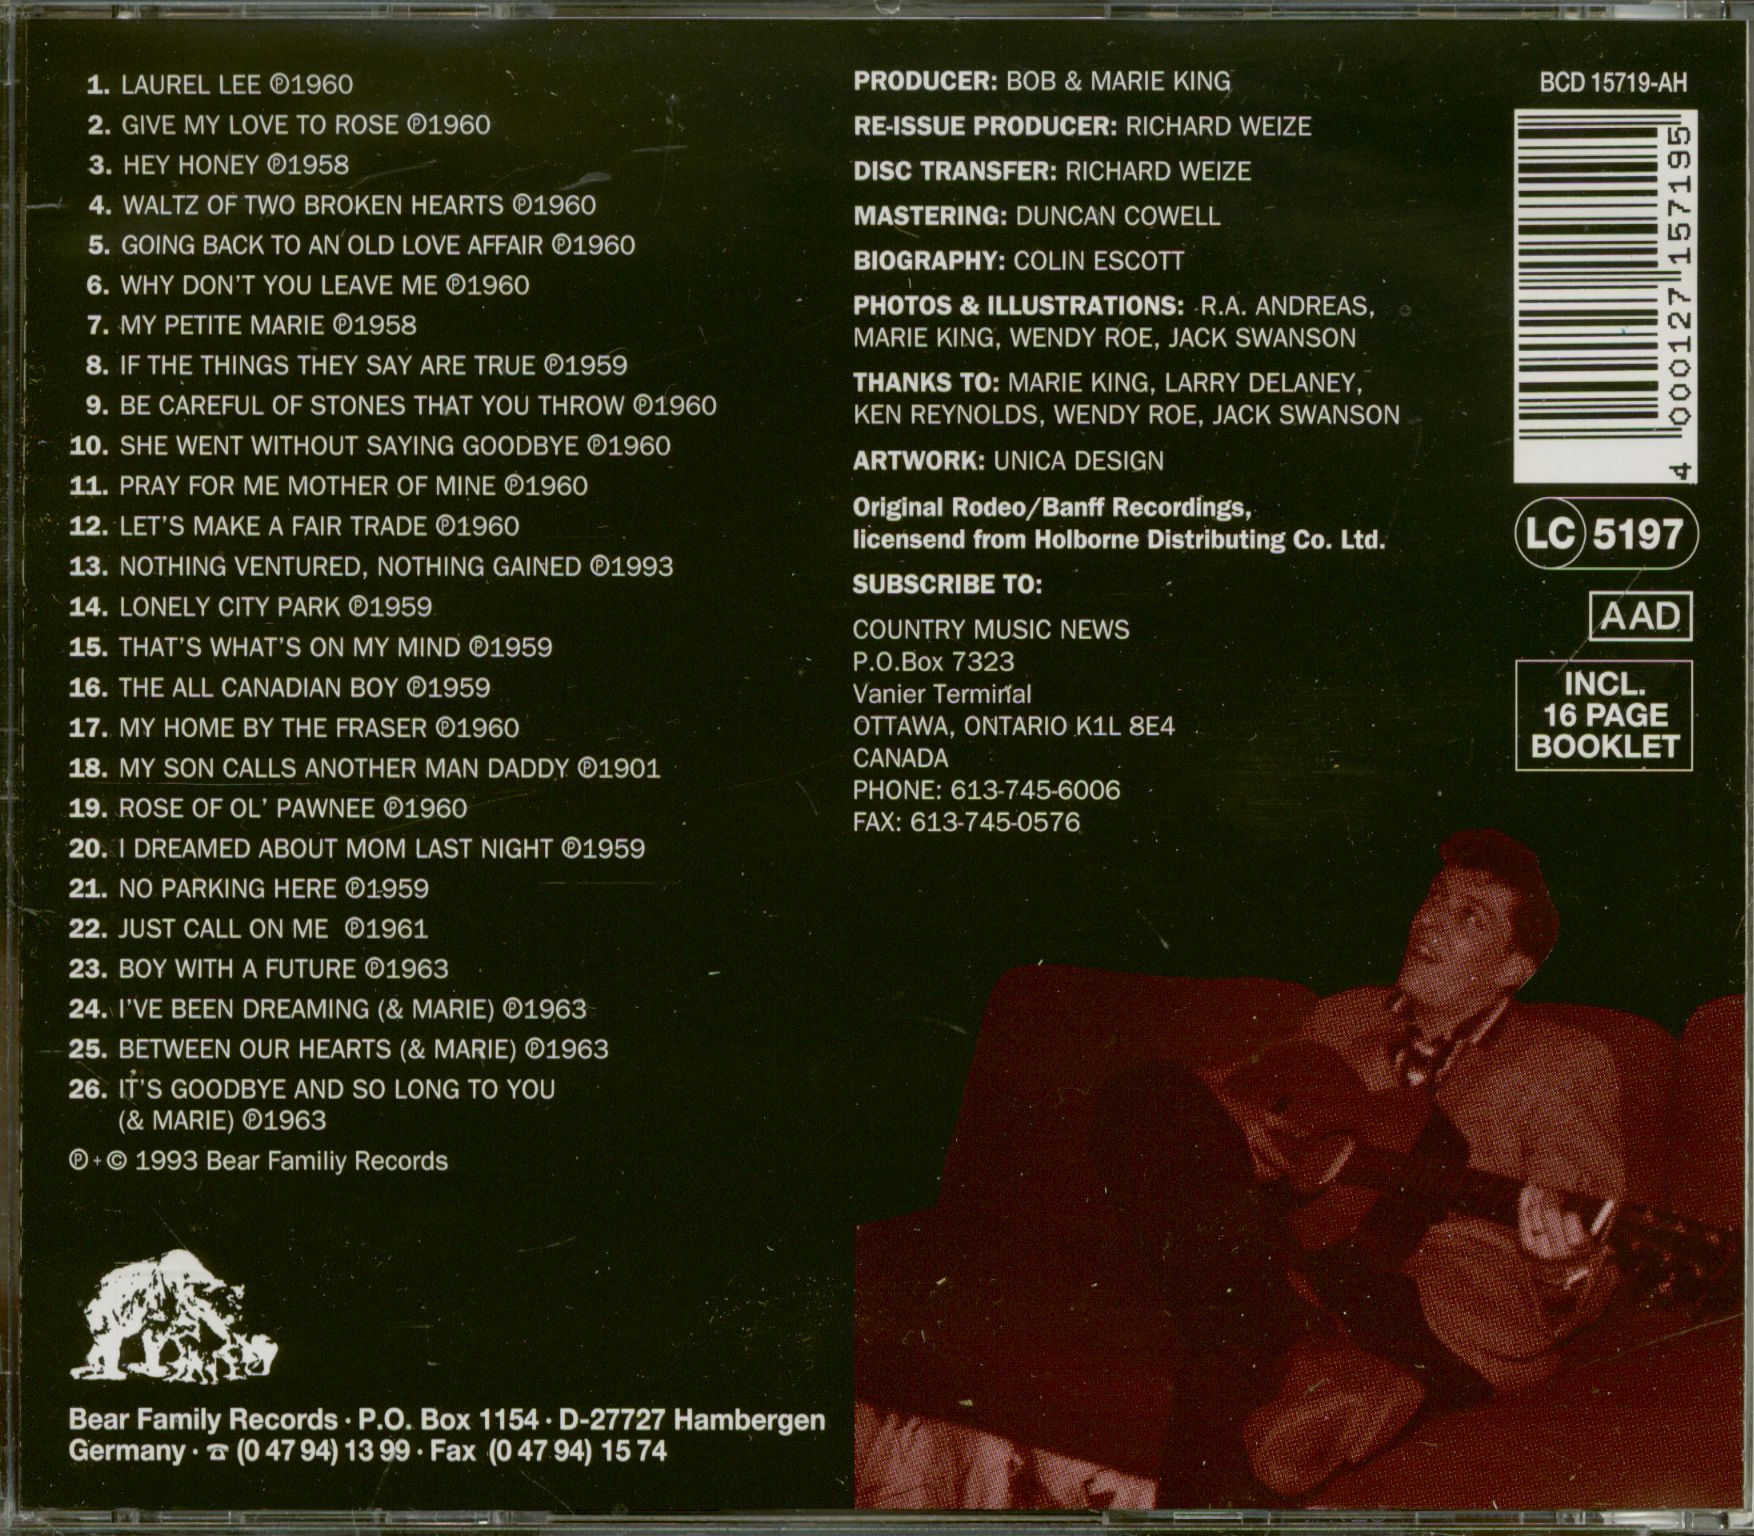 1. LAUREL LEE ℗1960
2. GIVE MY LOVE TO ROSE ℗1960
3. HEY HONEY ℗1958
4. WALTZ OF TWO BROKEN HEARTS ℗1960
5. GOING BACK TO AN OLD LOVE AFFAIR ℗1960
6. WHY DON'T YOU LEAVE ME ℗1960
7. MY PETITE MARIE ℗1958
8. IF THE THINGS THEY SAY ARE TRUE ℗1959
9. BE CAREFUL OF STONES THAT YOU THROW ℗1960
10. SHE WENT WITHOUT SAYING GOODBYE ℗1960
11. PRAY FOR ME MOTHER OF MINE ℗1960
12. LET'S MAKE A FAIR TRADE ℗1960
13. NOTHING VENTURED, NOTHING GAINED ℗1993
14. LONELY CITY PARK ℗1959
15. THAT'S WHAT'S ON MY MIND ℗1959
16. THE ALL CANADIAN BOY ℗1959
17. MY HOME BY THE FRASER ℗1960
18. MY SON CALLS ANOTHER MAN DADDY ℗1901
19. ROSE OF OL' PAWNEE ℗1960
20. I DREAMED ABOUT MOM LAST NIGHT ℗1959
21. NO PARKING HERE ℗1959
22. JUST CALL ON ME ℗1961
23. BOY WITH A FUTURE ℗1963
24. I'VE BEEN DREAMING (& MARIE) ℗1963
25. BETWEEN OUR HEARTS (& MARIE) ℗1963
26. IT'S GOODBYE AND SO LONG TO YOU
(& MARIE) ℗1963
℗ + © 1993 Bear Familiy Records
Bear Family Records · P.O. Box 1154 · D-27727 Hambergen
Germany · ☎ (0 47 94) 13 99 · Fax (0 47 94) 15 74
PRODUCER: BOB & MARIE KING
RE-ISSUE PRODUCER: RICHARD WEIZE
DISC TRANSFER: RICHARD WEIZE
MASTERING: DUNCAN COWELL
BIOGRAPHY: COLIN ESCOTT
PHOTOS & ILLUSTRATIONS: R.A. ANDREAS,
MARIE KING, WENDY ROE, JACK SWANSON
THANKS TO: MARIE KING, LARRY DELANEY,
KEN REYNOLDS, WENDY ROE, JACK SWANSON
ARTWORK: UNICA DESIGN
Original Rodeo/Banff Recordings,
licensend from Holborne Distributing Co. Ltd.
SUBSCRIBE TO:
COUNTRY MUSIC NEWS
P.O.Box 7323
Vanier Terminal
OTTAWA, ONTARIO K1L 8E4
CANADA
PHONE: 613-745-6006
FAX: 613-745-0576
BCD 15719-AH
4 000127 157195
LC 5197
AAD
INCL.
16 PAGE
BOOKLET